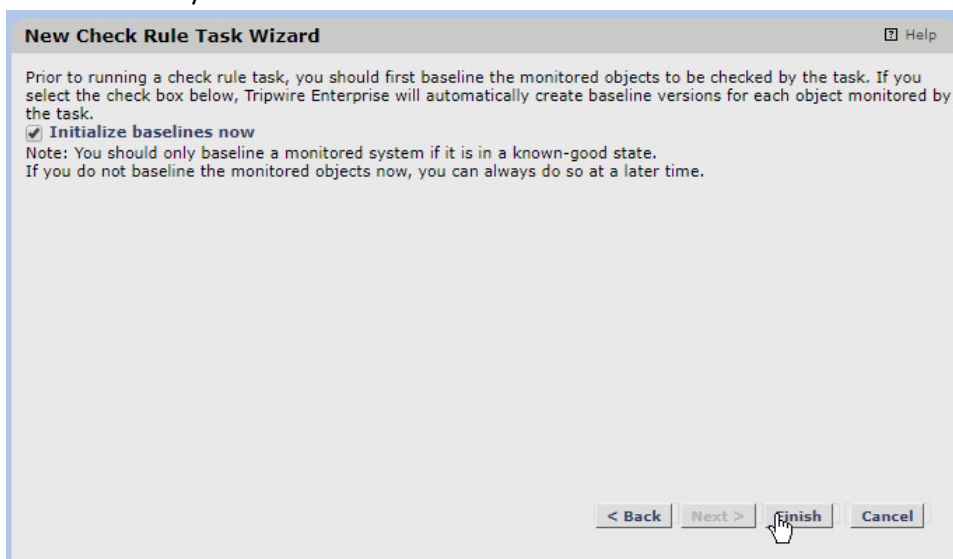 New Check Rule Task Wizard
? Help
Prior to running a check rule task, you should first baseline the monitored objects to be checked by the task. If you
select the check box below, Tripwire Enterprise will automatically create baseline versions for each object monitored by
the task.
Initialize baselines now
Note: You should only baseline a monitored system if it is in a known-good state.
If you do not baseline the monitored objects now, you can always do so at a later time.
< Back Next > Finish Cancel